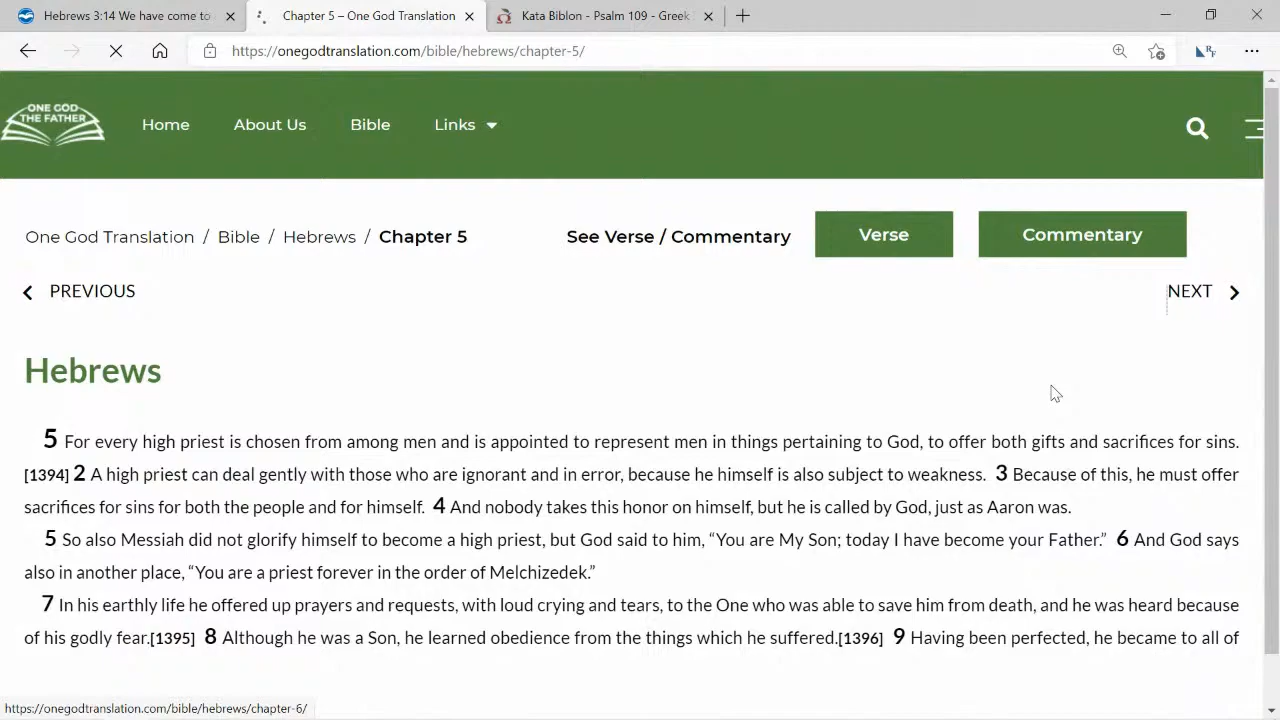 Hebrews 3:14 We have come to
Chapter 5 – One God Translation
Kata Biblon - Psalm 109 - Greek
https://onegodtranslation.com/bible/hebrews/chapter-5/
ONE GOD
THE FATHER
Home
About Us
Bible
Links
One God Translation / Bible / Hebrews / Chapter 5
See Verse / Commentary
Verse
Commentary
PREVIOUS
NEXT
Hebrews
5 For every high priest is chosen from among men and is appointed to represent men in things pertaining to God, to offer both gifts and sacrifices for sins.
[1394] 2 A high priest can deal gently with those who are ignorant and in error, because he himself is also subject to weakness. 3 Because of this, he must offer
sacrifices for sins for both the people and for himself. 4 And nobody takes this honor on himself, but he is called by God, just as Aaron was.
5 So also Messiah did not glorify himself to become a high priest, but God said to him, “You are My Son; today I have become your Father.” 6 And God says
also in another place, “You are a priest forever in the order of Melchizedek.”
7 In his earthly life he offered up prayers and requests, with loud crying and tears, to the One who was able to save him from death, and he was heard because
of his godly fear.[1395] 8 Although he was a Son, he learned obedience from the things which he suffered.[1396] 9 Having been perfected, he became to all of
https://onegodtranslation.com/bible/hebrews/chapter-6/